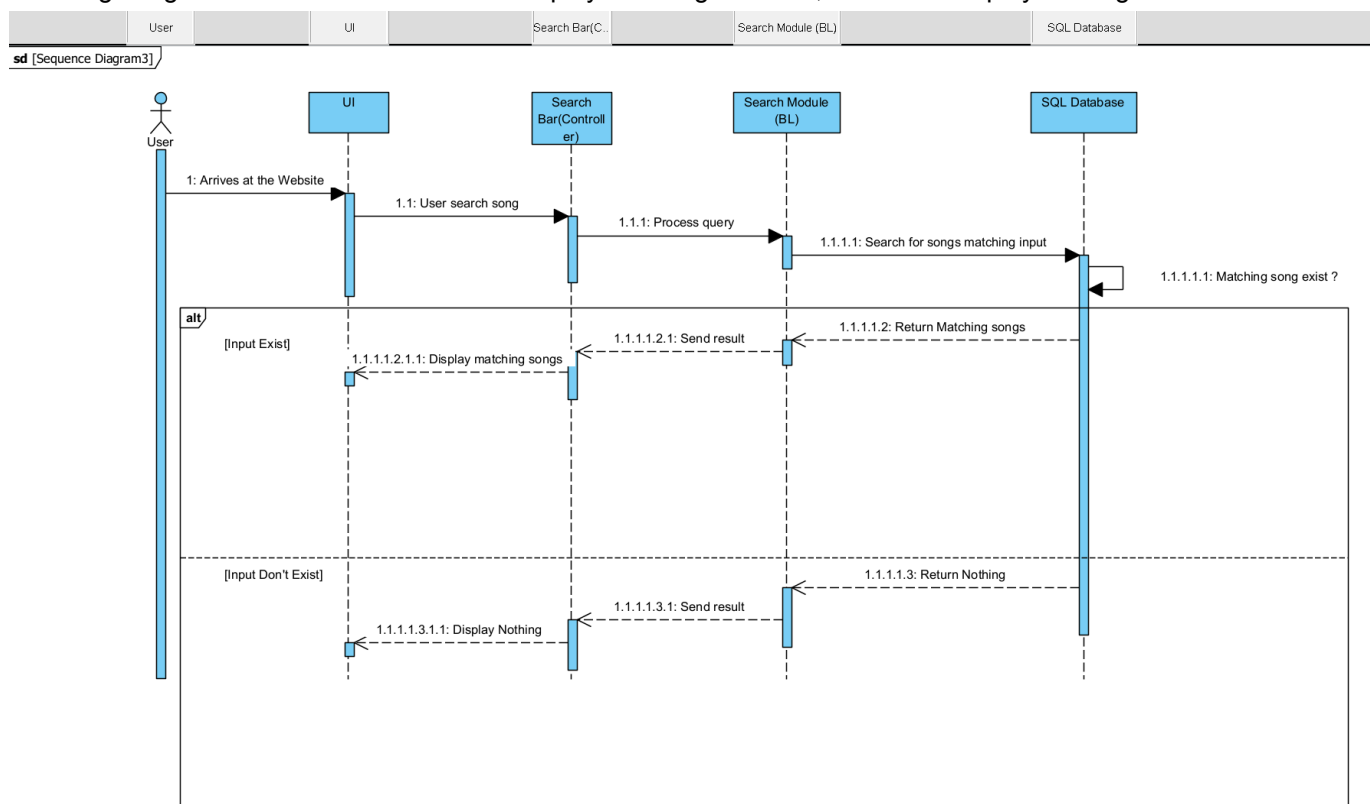 User
UI
Search Bar(C..
Search Module (BL)
SQL Database
sd [Sequence Diagram3]
User
UI
Search
Bar(Controll
er)
Search Module
(BL)
SQL Database
1: Arrives at the Website
1.1: User search song
1.1.1: Process query
1.1.1.1: Search for songs matching input
1.1.1.1.1: Matching song exist ?
alt
[Input Exist]
1.1.1.1.2: Return Matching songs
1.1.1.1.2.1: Send result
1.1.1.1.2.1.1: Display matching songs
[Input Don't Exist]
1.1.1.1.3: Return Nothing
1.1.1.1.3.1: Send result
1.1.1.1.3.1.1: Display Nothing